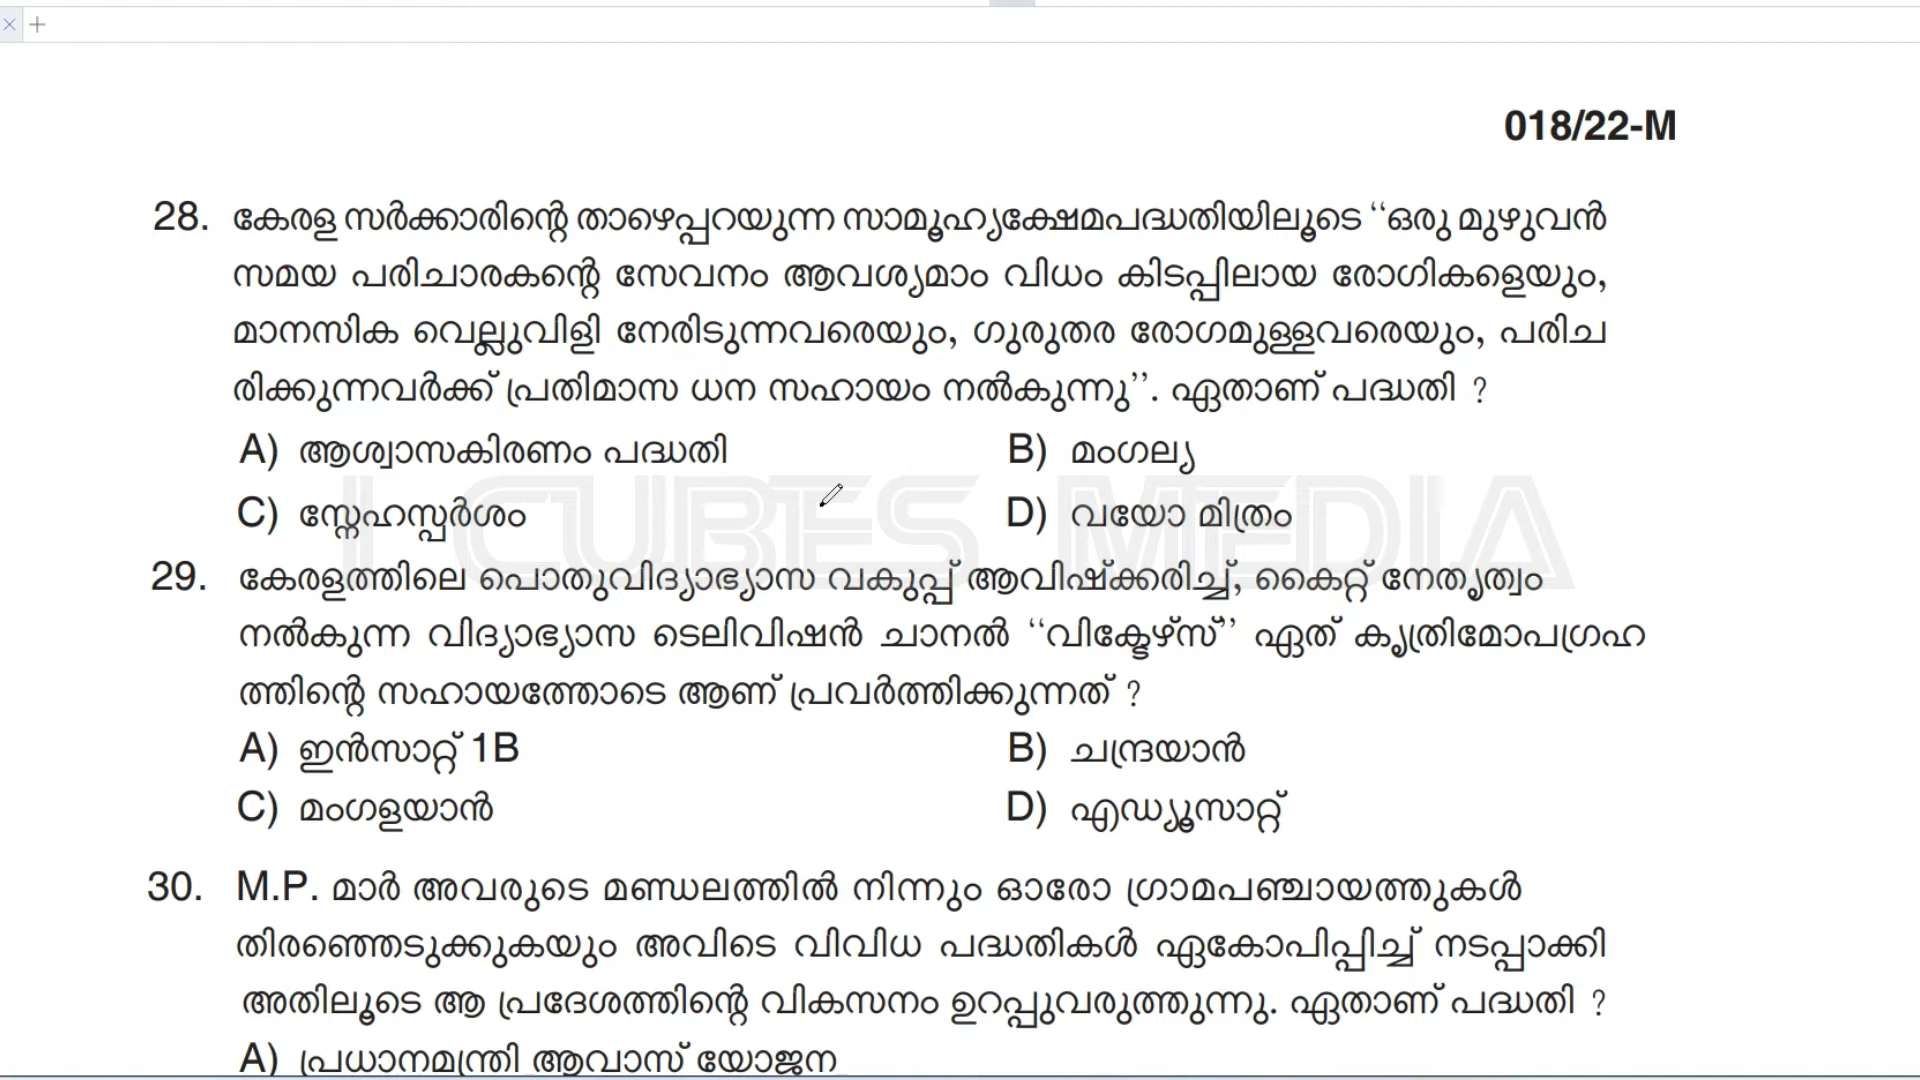 018/22-M
28. കേരള സർക്കാരിന്റെ താഴെപ്പറയുന്ന സാമൂഹ്യക്ഷേമപദ്ധതിയിലൂടെ “ഒരു മുഴുവൻ
സമയ പരിചാരകന്റെ സേവനം ആവശ്യമാം വിധം കിടപ്പിലായ രോഗികളെയും,
മാനസിക വെല്ലുവിളി നേരിടുന്നവരെയും, ഗുരുതര രോഗമുള്ളവരെയും, പരിച
രിക്കുന്നവർക്ക് പ്രതിമാസ ധന സഹായം നൽകുന്നു”. ഏതാണ് പദ്ധതി ?
A) ആശ്വാസകിരണം പദ്ധതി B) മംഗല്യ
C) സ്നേഹസ്പർശം D) വയോ മിത്രം
I CUBES MEDIA
29. കേരളത്തിലെ പൊതുവിദ്യാഭ്യാസ വകുപ്പ് ആവിഷ്ക്കരിച്ച്, കൈറ്റ് നേതൃത്വം
നൽകുന്ന വിദ്യാഭ്യാസ ടെലിവിഷൻ ചാനൽ “വിക്ടേഴ്സ്” ഏത് കൃത്രിമോപഗ്രഹ
ത്തിന്റെ സഹായത്തോടെ ആണ് പ്രവർത്തിക്കുന്നത് ?
A) ഇൻസാറ്റ് 1B B) ചന്ദ്രയാൻ
C) മംഗളയാൻ D) എഡ്യൂസാറ്റ്
30. M.P. മാർ അവരുടെ മണ്ഡലത്തിൽ നിന്നും ഓരോ ഗ്രാമപഞ്ചായത്തുകൾ
തിരഞ്ഞെടുക്കുകയും അവിടെ വിവിധ പദ്ധതികൾ ഏകോപിപ്പിച്ച് നടപ്പാക്കി
അതിലൂടെ ആ പ്രദേശത്തിന്റെ വികസനം ഉറപ്പുവരുത്തുന്നു. ഏതാണ് പദ്ധതി ?
A) പ്രധാനമന്ത്രി ആവാസ് യോജന